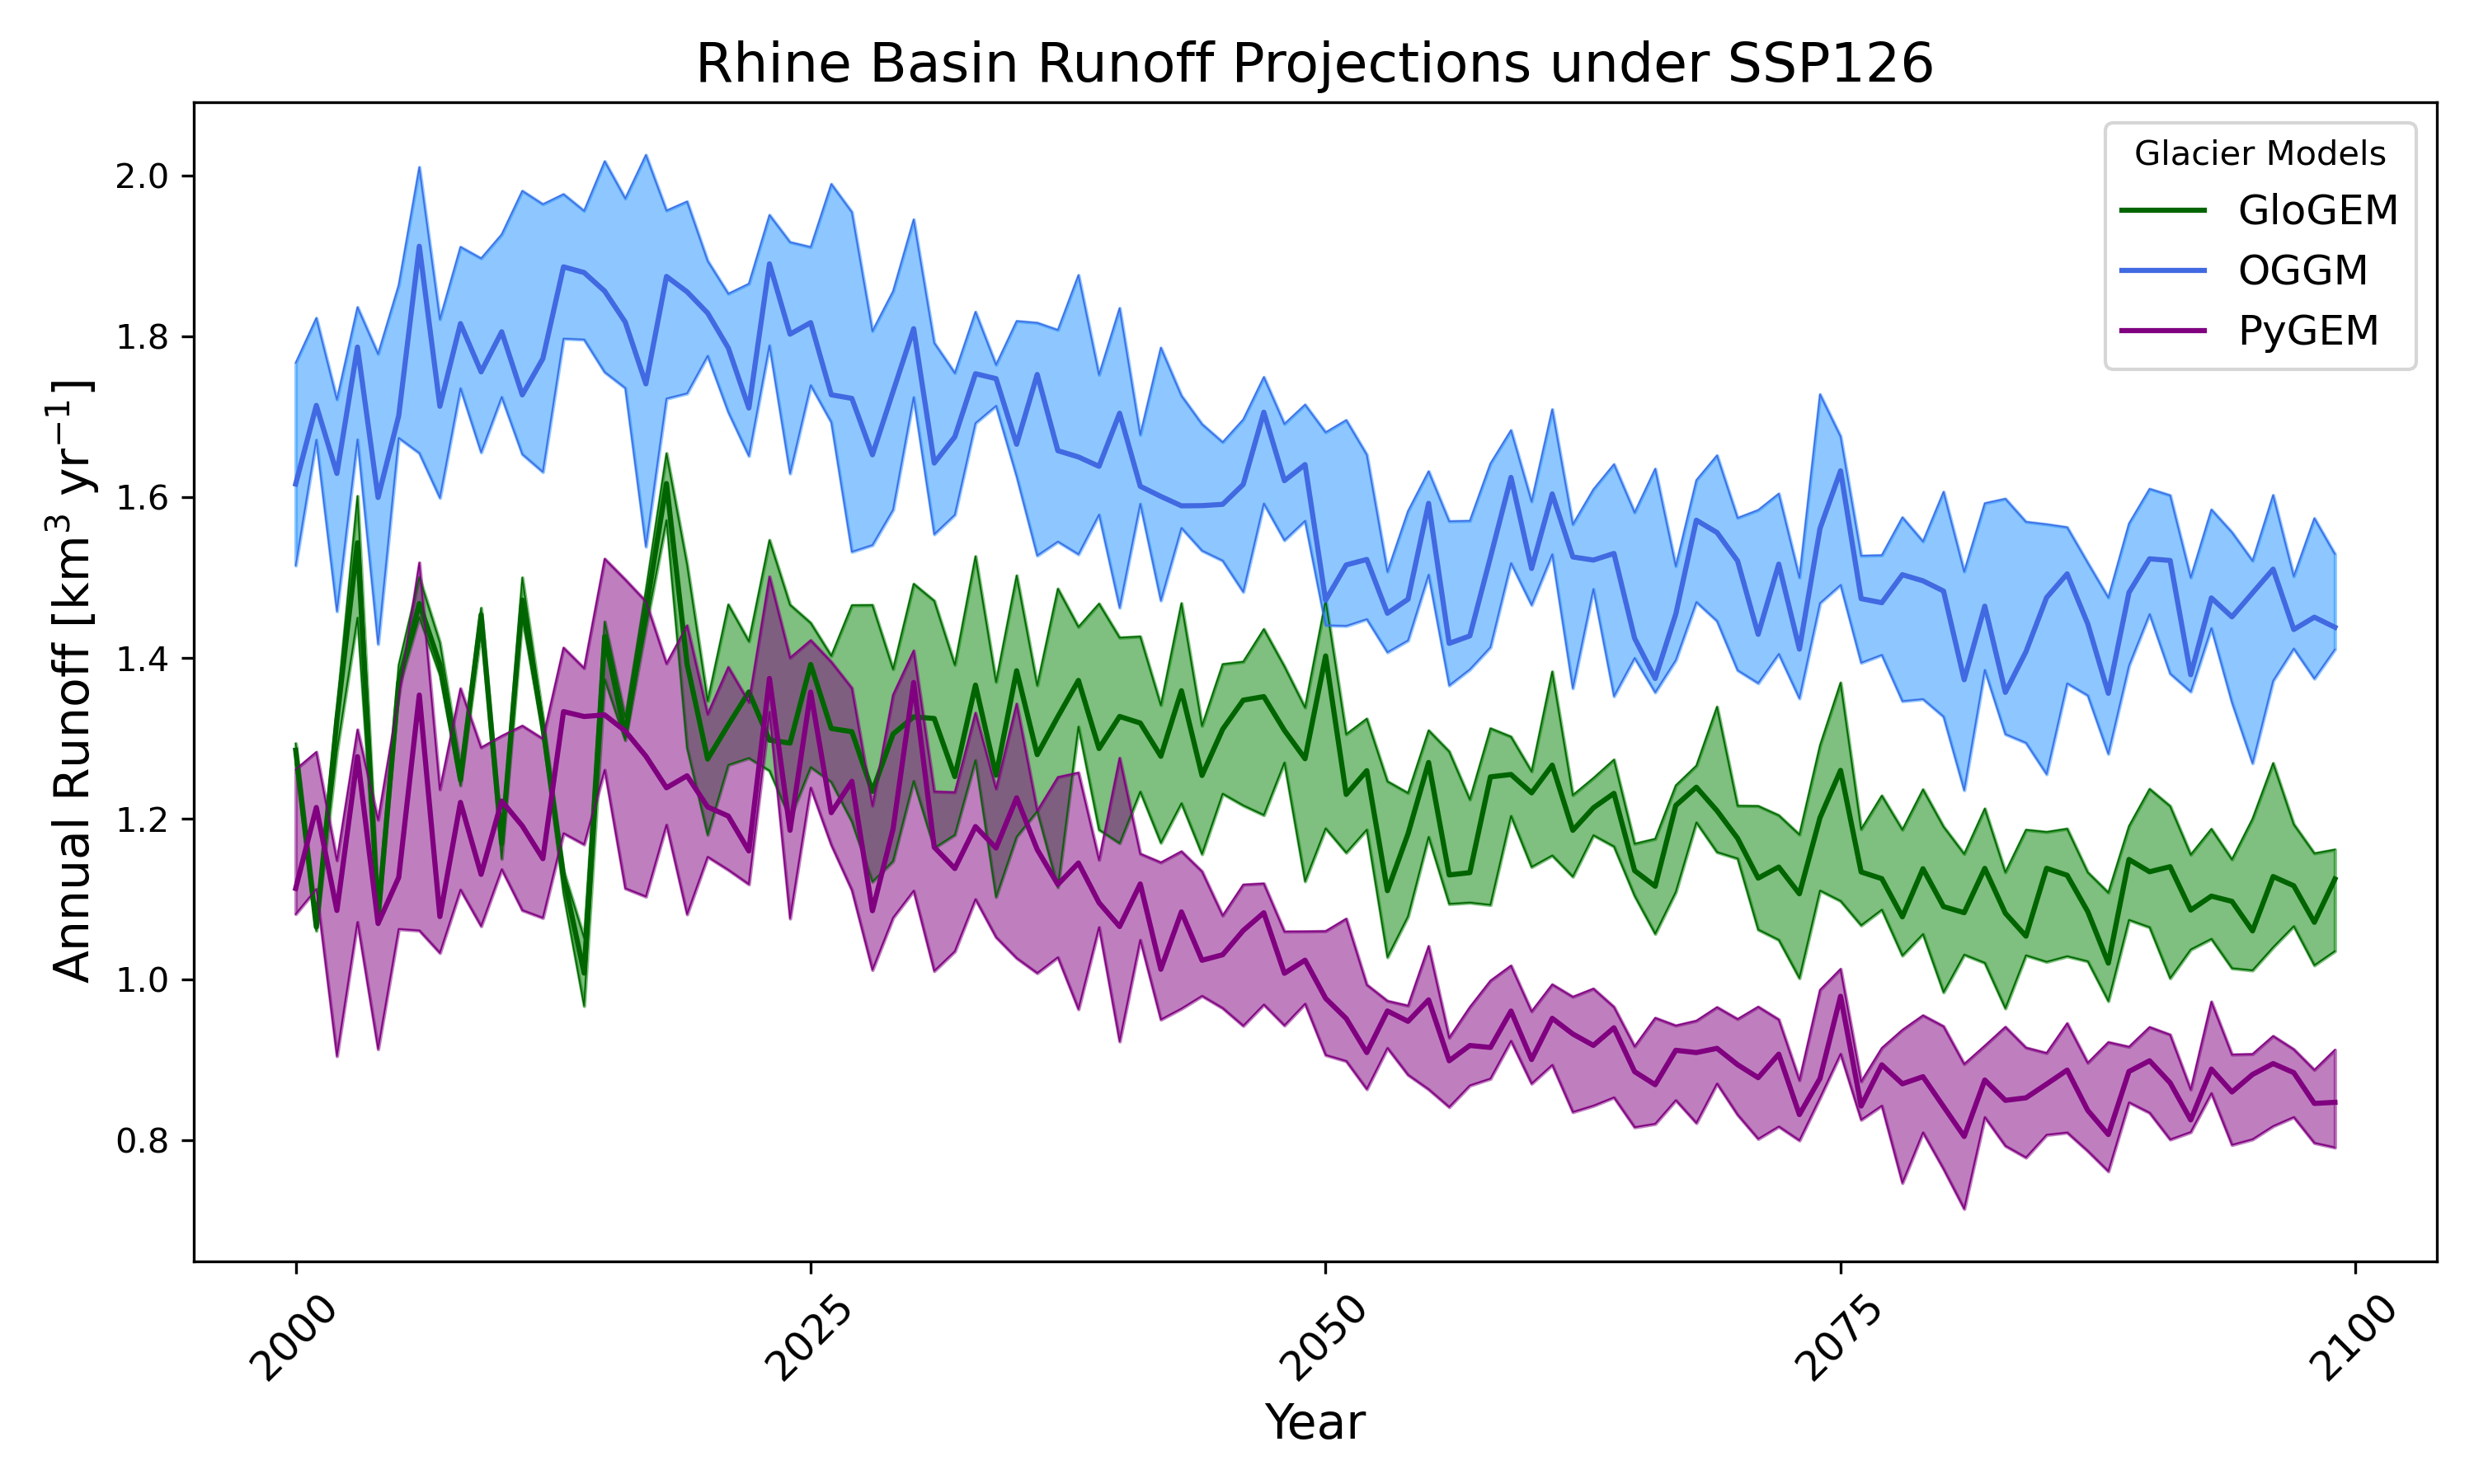 Rhine Basin Runoff Projections under SSP126
Annual Runoff [km³ yr⁻¹]
2.0
1.8
1.6
1.4
1.2
1.0
0.8
Glacier Models
GloGEM
OGGM
PyGEM
2000
2025
2050
2075
2100
Year